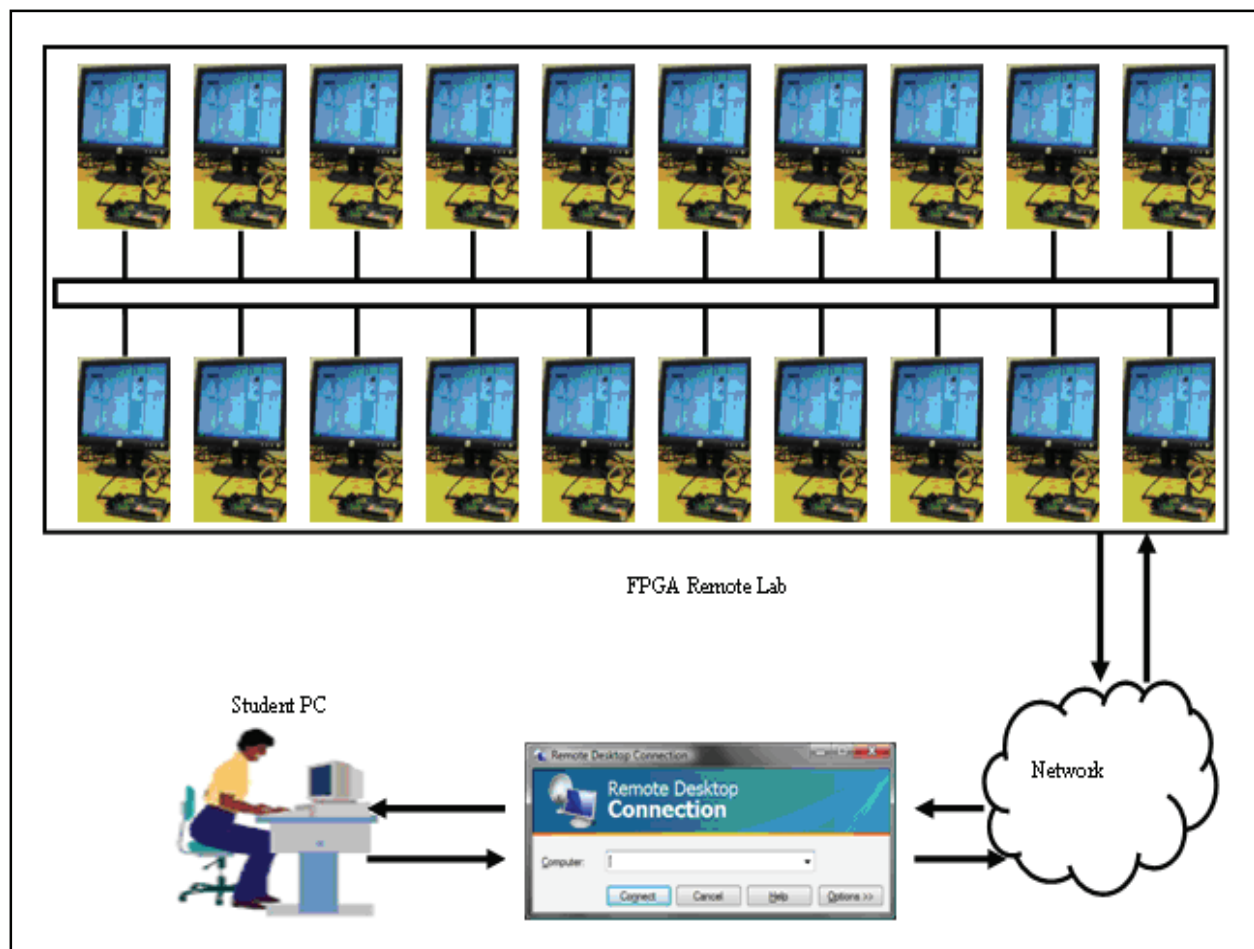 FPGA Remote Lab
Student PC
Remote Desktop Connection
Remote Desktop
Connection
Computer:
Connect
Cancel
Help
Options >>
Network